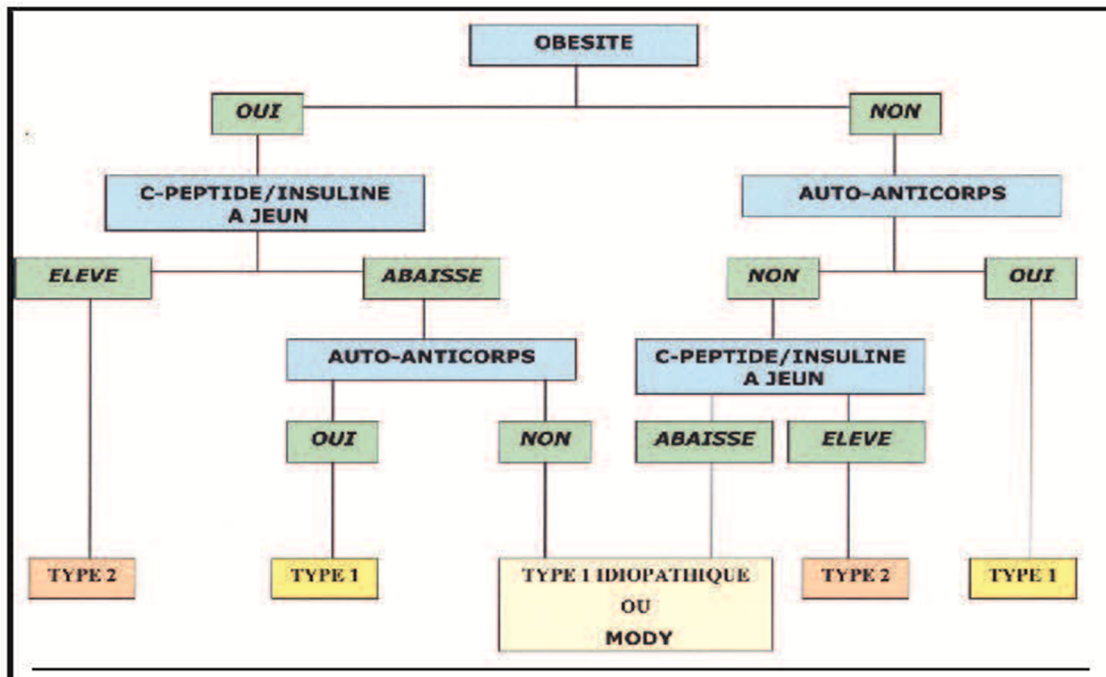 OBESITE
OUI
NON
C-PEPTIDE/INSULINE
A JEUN
AUTO-ANTICORPS
ELEVE
ABAISSE
NON
OUI
AUTO-ANTICORPS
C-PEPTIDE/INSULINE
A JEUN
OUI
NON
ABAISSE
ELEVE
TYPE 2
TYPE 1
TYPE 1 IDIOPATHIQUE
OU
MODY
TYPE 2
TYPE 1